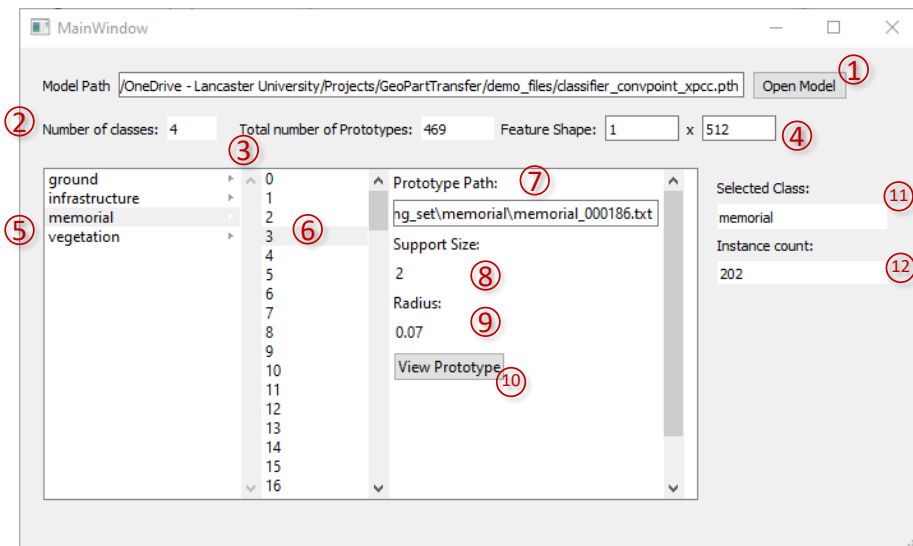 MainWindow
①
Model Path /OneDrive - Lancaster University/Projects/GeoPartTransfer/demo_files/classifier_convpoint_xpcc.pth Open Model
② Number of classes: 4 Total number of Prototypes: 469 Feature Shape: 1 x 512 ④
③
⑤
ground
infrastructure
memorial
vegetation
⑥
0
1
2
3
4
5
6
7
8
9
10
11
12
13
14
15
16
Prototype Path: ⑦
ng_set\memorial\memorial_000186.txt
Support Size:
2 ⑧
Radius:
0.07 ⑨
View Prototype ⑩
Selected Class: ⑪
memorial
Instance count:
202 ⑫